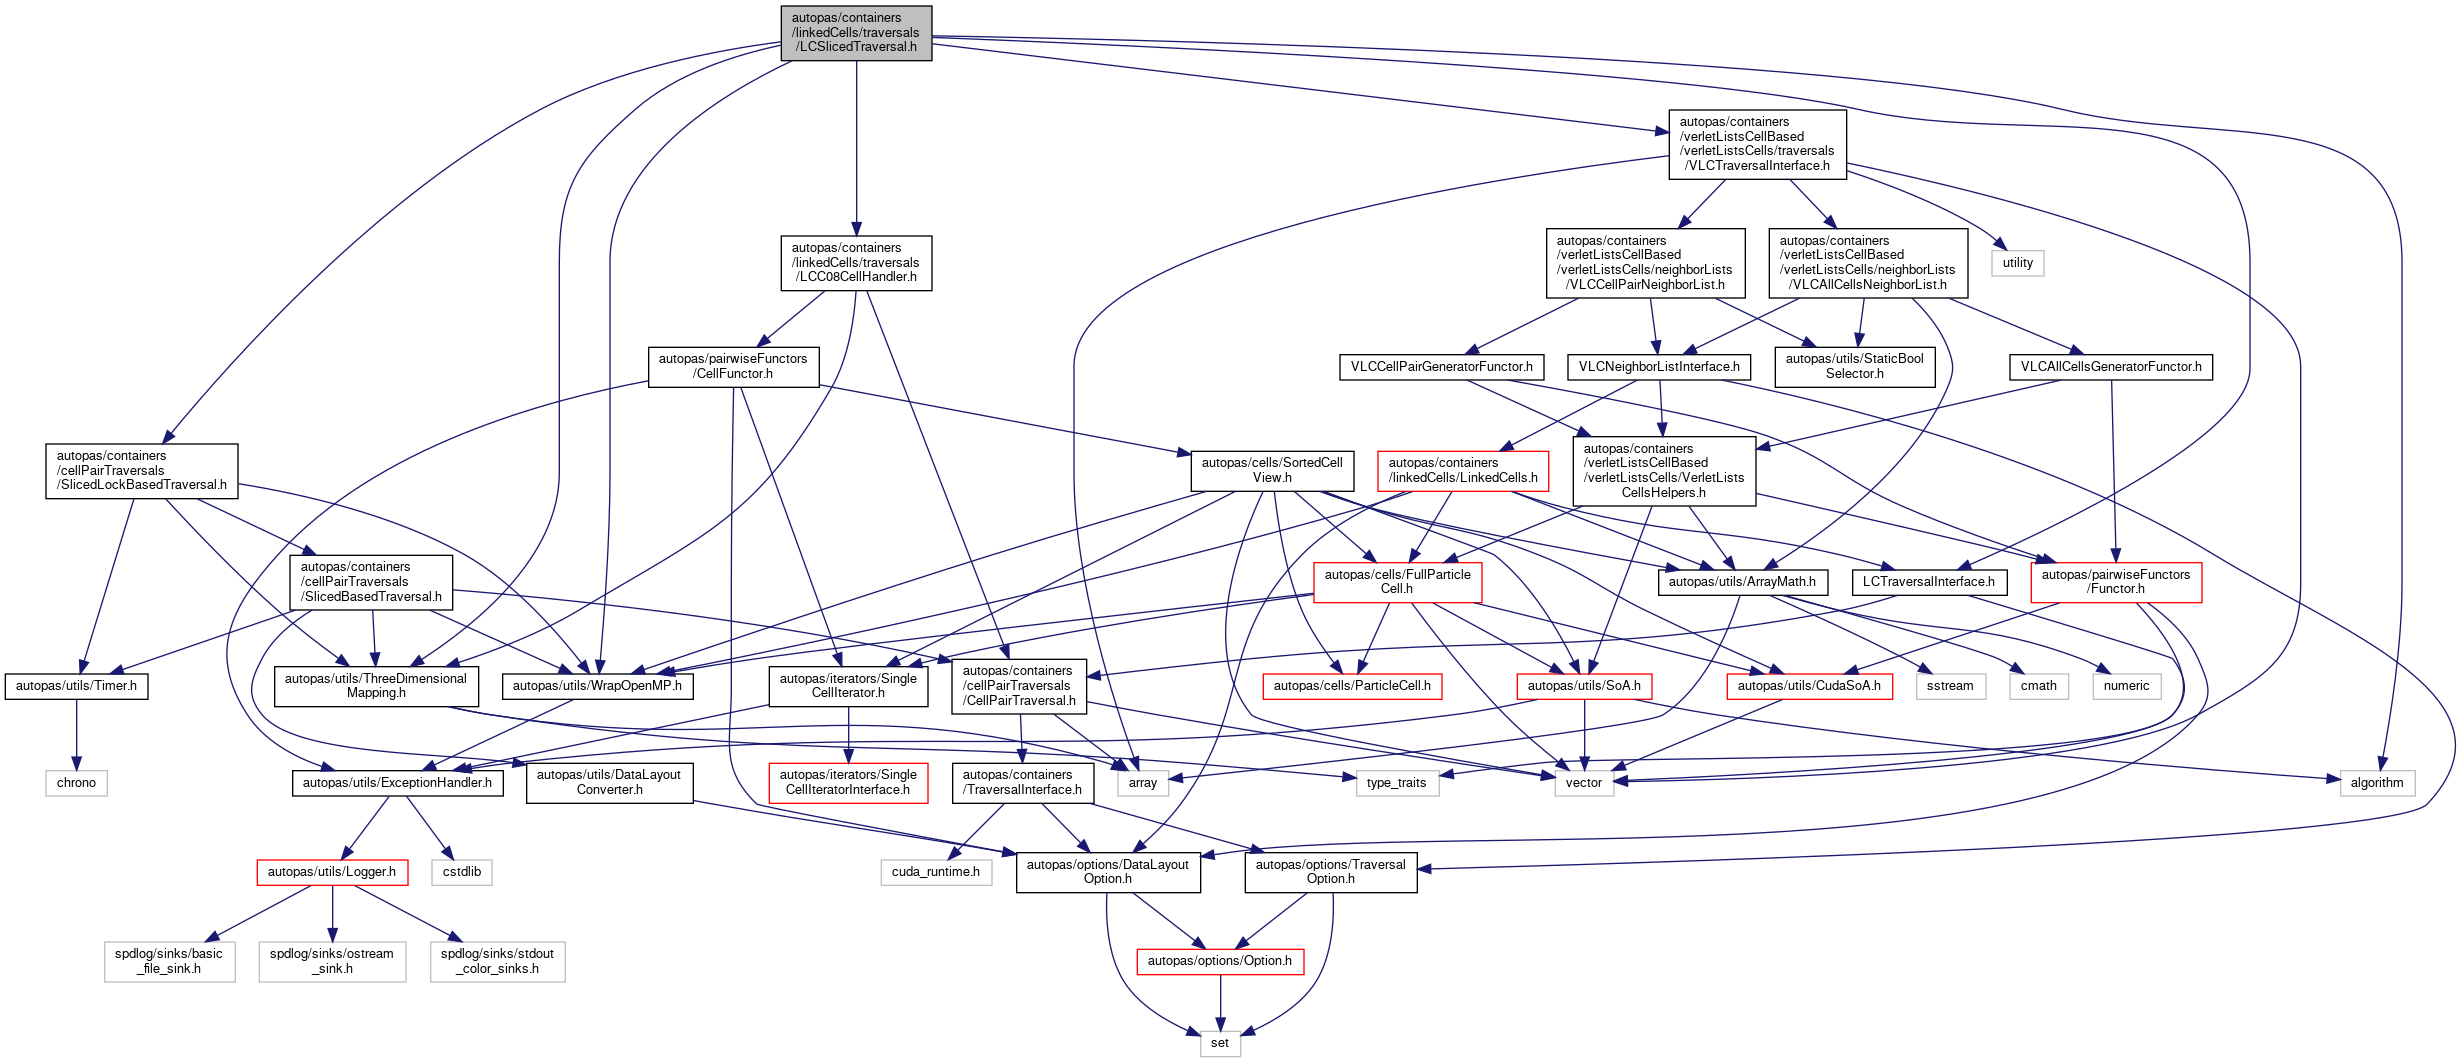 autopas/containers
/linkedCells/traversals
/LCSlicedTraversal.h
autopas/containers
/verletListsCellBased
/verletListsCells/traversals
/VLCTraversalInterface.h
autopas/containers
/linkedCells/traversals
/LCC08CellHandler.h
autopas/containers
/verletListsCellBased
/verletListsCells/neighborLists
/VLCCellPairNeighborList.h
autopas/containers
/verletListsCellBased
/verletListsCells/neighborLists
/VLCAllCellsNeighborList.h
utility
autopas/pairwiseFunctors
/CellFunctor.h
VLCCellPairGeneratorFunctor.h
VLCNeighborListInterface.h
autopas/utils/StaticBool
Selector.h
VLCAllCellsGeneratorFunctor.h
autopas/containers
/cellPairTraversals
/SlicedLockBasedTraversal.h
autopas/cells/SortedCell
View.h
autopas/containers
/linkedCells/LinkedCells.h
autopas/containers
/verletListsCellBased
/verletListsCells/VerletLists
CellsHelpers.h
autopas/containers
/cellPairTraversals
/SlicedBasedTraversal.h
autopas/cells/FullParticle
Cell.h
autopas/utils/ArrayMath.h
LCTraversalInterface.h
autopas/pairwiseFunctors
/Functor.h
autopas/utils/Timer.h
autopas/utils/ThreeDimensional
Mapping.h
autopas/utils/WrapOpenMP.h
autopas/iterators/Single
CellIterator.h
autopas/containers
/cellPairTraversals
/CellPairTraversal.h
autopas/cells/ParticleCell.h
autopas/utils/SoA.h
autopas/utils/CudaSoA.h
sstream
cmath
numeric
chrono
autopas/utils/ExceptionHandler.h
autopas/utils/DataLayout
Converter.h
autopas/iterators/Single
CellIteratorInterface.h
autopas/containers
/TraversalInterface.h
array
type_traits
vector
algorithm
autopas/utils/Logger.h
cstdlib
cuda_runtime.h
autopas/options/DataLayout
Option.h
autopas/options/Traversal
Option.h
spdlog/sinks/basic
_file_sink.h
spdlog/sinks/ostream
_sink.h
spdlog/sinks/stdout
_color_sinks.h
autopas/options/Option.h
set